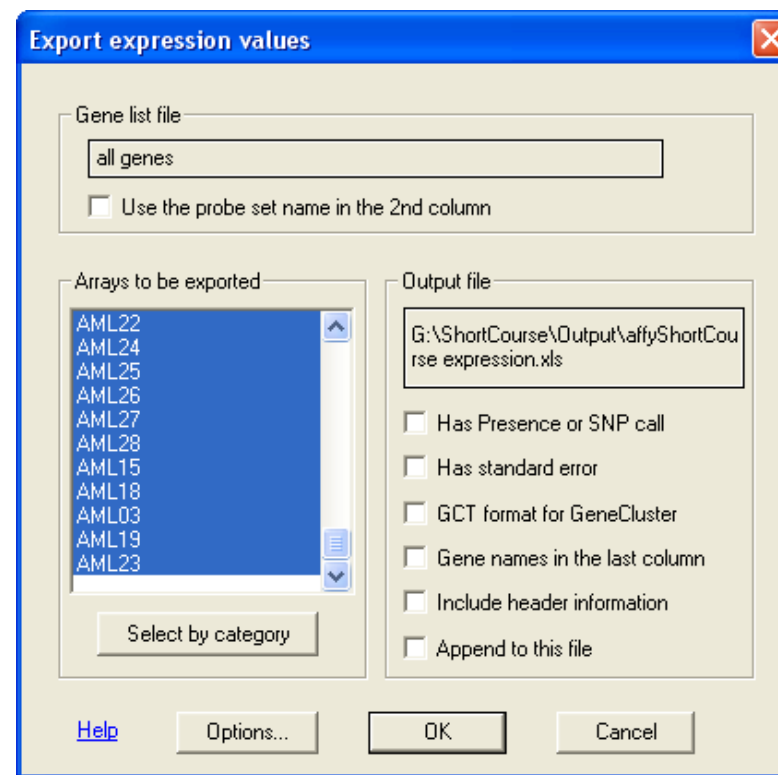 Export expression values
Gene list file
all genes
Use the probe set name in the 2nd column
Arrays to be exported
AML22
AML24
AML25
AML26
AML27
AML28
AML15
AML18
AML03
AML19
AML23
Select by category
Output file
G:\ShortCourse\Output\affyShortCou
rse expression.xls
Has Presence or SNP call
Has standard error
GCT format for GeneCluster
Gene names in the last column
Include header information
Append to this file
Help
Options...
OK
Cancel